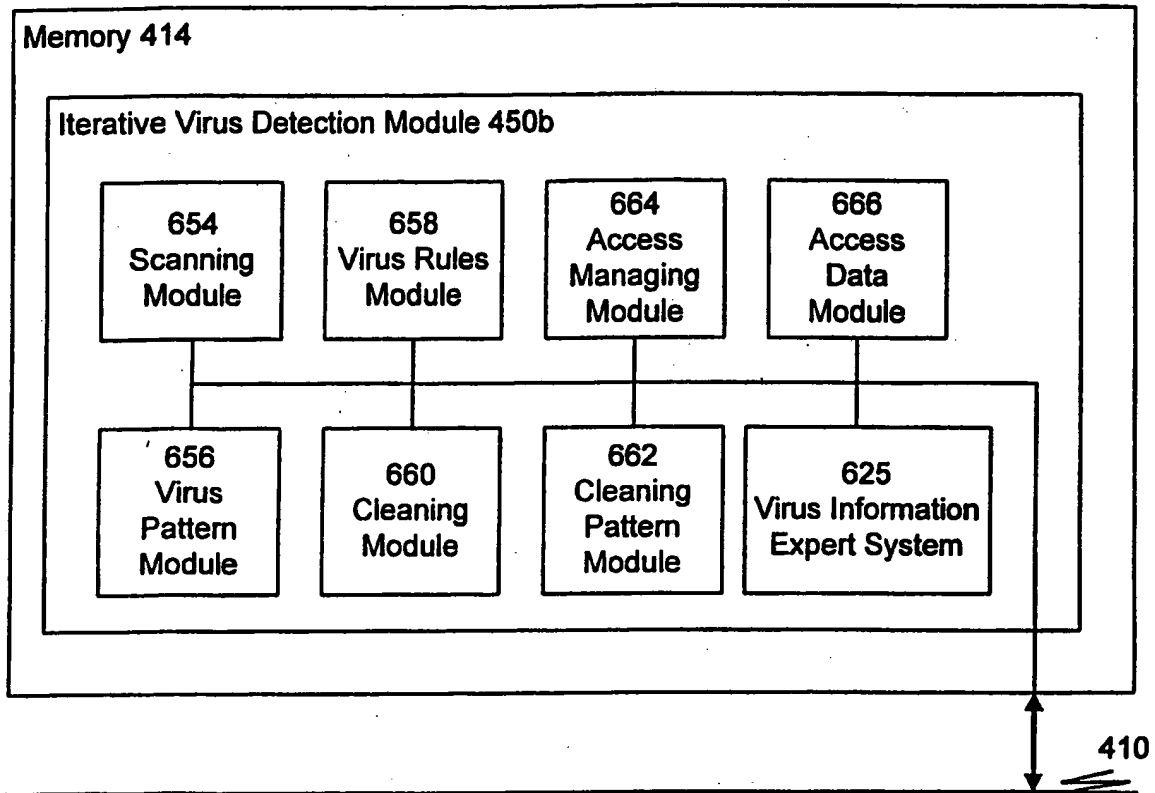 Memory 414
Iterative Virus Detection Module 450b
654
Scanning
Module
658
Virus Rules
Module
664
Access
Managing
Module
666
Access
Data
Module
656
Virus
Pattern
Module
660
Cleaning
Module
662
Cleaning
Pattern
Module
625
Virus Information
Expert System
410